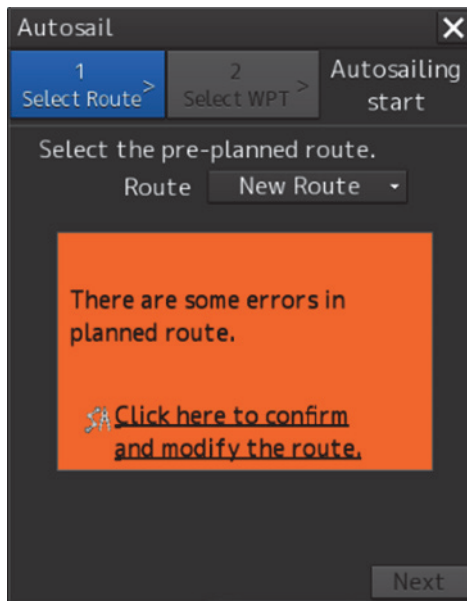 Autosail
1
Select Route >
2
Select WPT >
Autosailing
start
Select the pre-planned route.
Route New Route
There are some errors in
planned route.
Click here to confirm
and modify the route.
Next